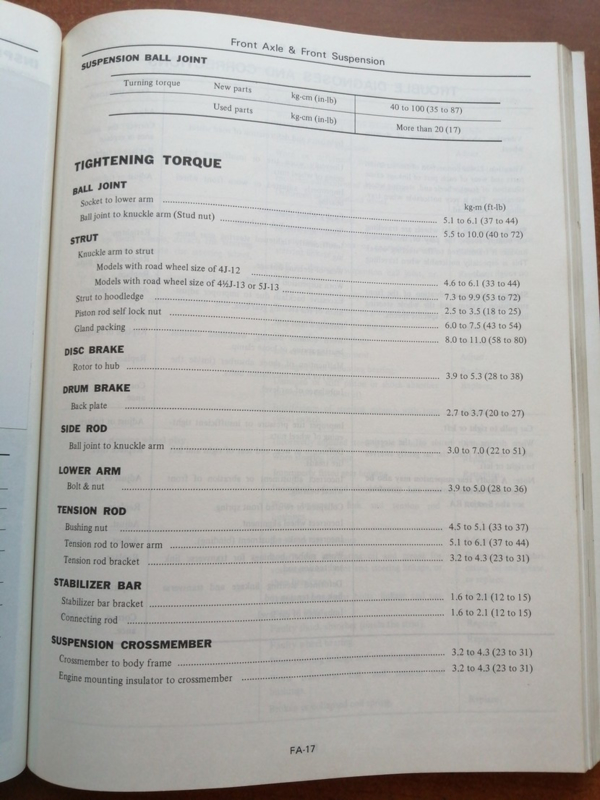 Front Axle & Front Suspension
SUSPENSION BALL JOINT
Turning torque New parts kg-cm (in-lb) 40 to 100 (35 to 87)
Used parts kg-cm (in-lb) More than 20 (17)
TIGHTENING TORQUE
kg-m (ft-lb)
BALL JOINT
Socket to lower arm 5.1 to 6.1 (37 to 44)
Ball joint to knuckle arm (Stud nut) 5.5 to 10.0 (40 to 72)
STRUT
Knuckle arm to strut
Models with road wheel size of 4J-12 4.6 to 6.1 (33 to 44)
Models with road wheel size of 4½J-13 or 5J-13 7.3 to 9.9 (53 to 72)
Strut to hoodledge 2.5 to 3.5 (18 to 25)
Piston rod self lock nut 6.0 to 7.5 (43 to 54)
Gland packing 8.0 to 11.0 (58 to 80)
DISC BRAKE
Rotor to hub 3.9 to 5.3 (28 to 38)
DRUM BRAKE
Back plate 2.7 to 3.7 (20 to 27)
SIDE ROD
Ball joint to knuckle arm 3.0 to 7.0 (22 to 51)
LOWER ARM
Bolt & nut 3.9 to 5.0 (28 to 36)
TENSION ROD
Bushing nut 4.5 to 5.1 (33 to 37)
Tension rod to lower arm 5.1 to 6.1 (37 to 44)
Tension rod bracket 3.2 to 4.3 (23 to 31)
STABILIZER BAR
Stabilizer bar bracket 1.6 to 2.1 (12 to 15)
Connecting rod 1.6 to 2.1 (12 to 15)
SUSPENSION CROSSMEMBER
Crossmember to body frame 3.2 to 4.3 (23 to 31)
Engine mounting insulator to crossmember 3.2 to 4.3 (23 to 31)
FA-17